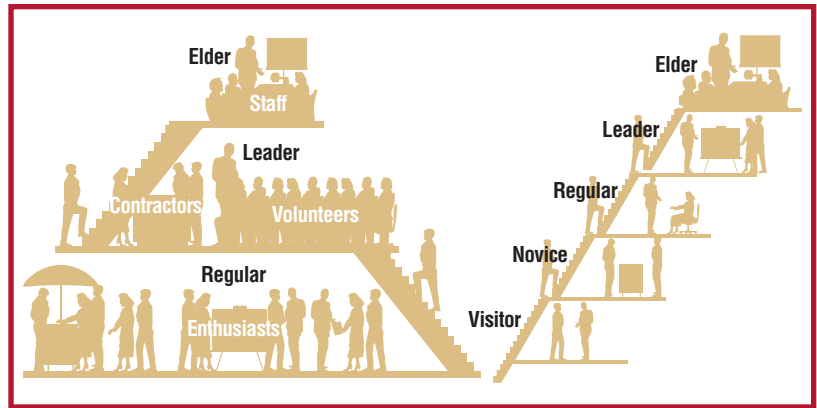 Elder
Staff
Leader
Contractors
Volunteers
Regular
Enthusiasts
Elder
Leader
Regular
Novice
Visitor